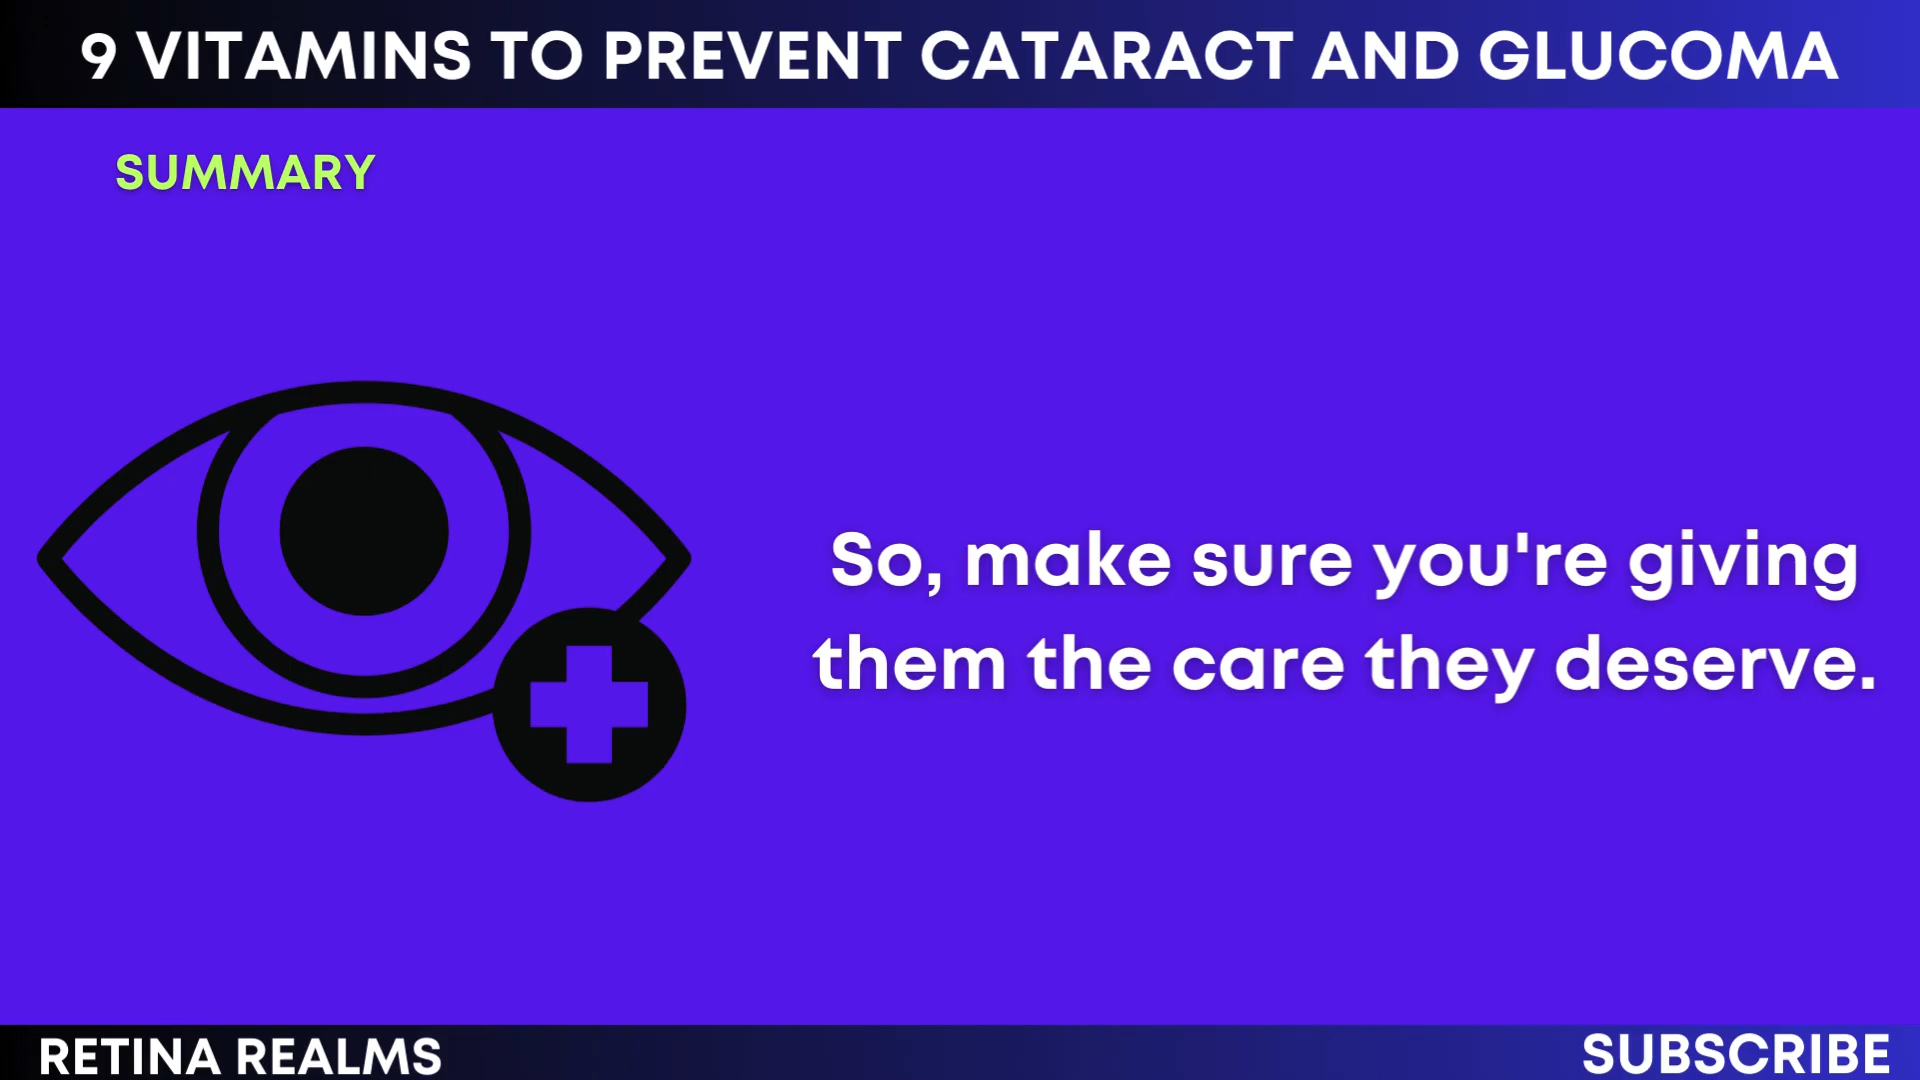 9 VITAMINS TO PREVENT CATARACT AND GLUCOMA
SUMMARY
So, make sure you're giving
them the care they deserve.
RETINA REALMS
SUBSCRIBE